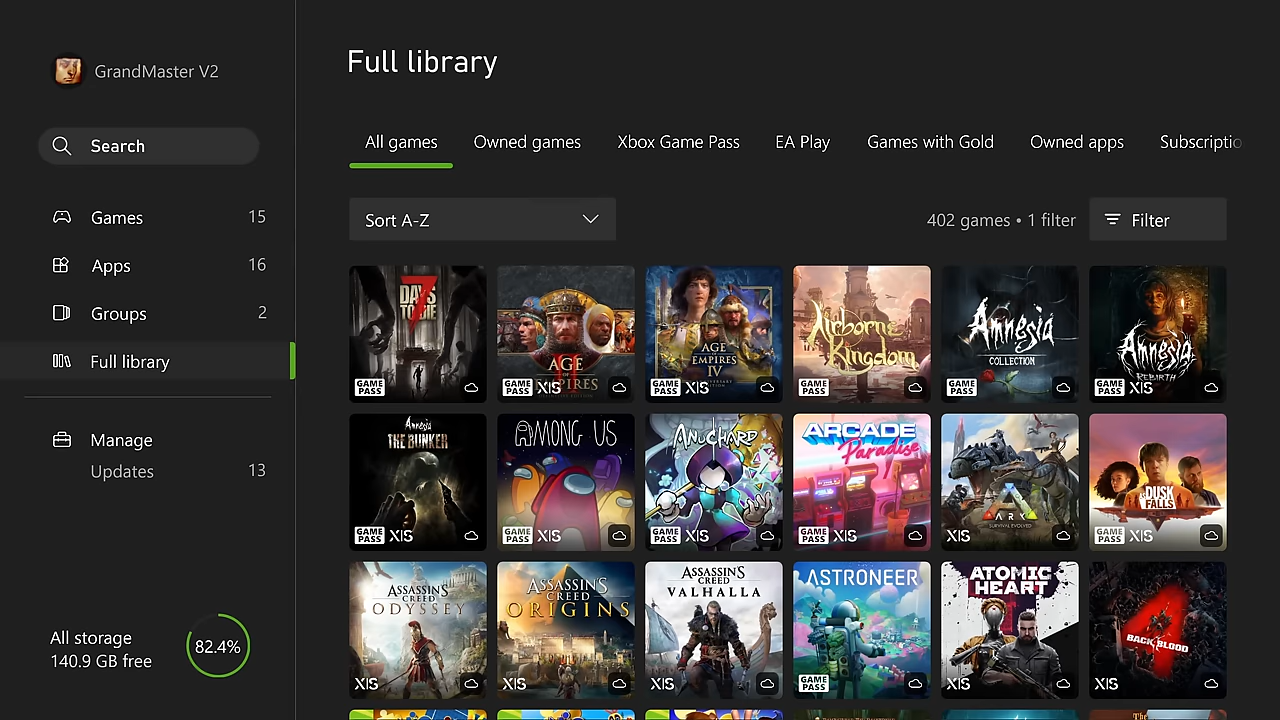 GrandMaster V2
Search
Games 15
Apps 16
Groups 2
Full library
Manage
Updates 13
All storage
140.9 GB free
82.4%
Full library
All games Owned games Xbox Game Pass EA Play Games with Gold Owned apps Subscriptio
Sort A-Z
402 games • 1 filter
Filter
7
DAYS
TO DIE
GAME
PASS
AGE
OF
EMPIRES
II
GAME
PASS X|S
AGE
OF
EMPIRES
IV
GAME
PASS X|S
Airborne
Kingdom
GAME
PASS
Amnesia
COLLECTION
GAME
PASS
Amnesia
REBIRTH
GAME
PASS X|S
Amnesia
THE BUNKER
GAME
PASS X|S
AMONG US
GAME
PASS X|S
ANUCHARD
GAME
PASS X|S
ARCADE
Paradise
GAME
PASS X|S
ARK
SURVIVAL EVOLVED
X|S
AS
DUSK
FALLS
GAME
PASS X|S
ASSASSIN'S
CREED
ODYSSEY
X|S
ASSASSIN'S
CREED
ORIGINS
X|S
ASSASSIN'S
CREED
VALHALLA
X|S
ASTRONEER
GAME
PASS
ATOMIC
HEART
X|S
4
BACK BLOOD
X|S
The